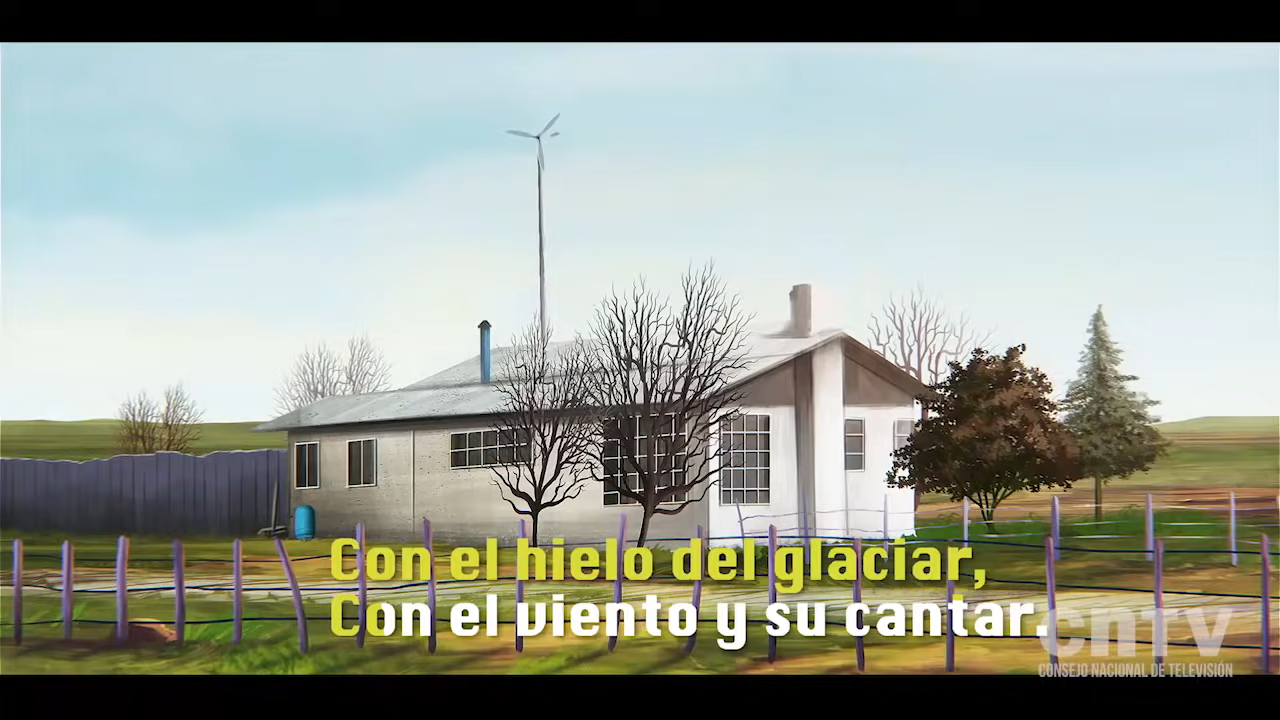 Con el hielo del glaciar,
Con el viento y su cantar.
CNTV
CONSEJO NACIONAL DE TELEVISIÓN